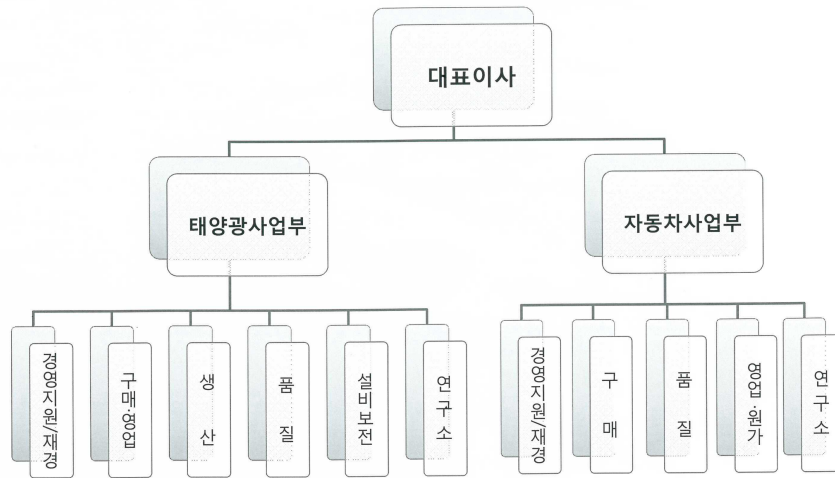 대표이사
태양광사업부
자동차사업부
경영지원/재경
구매·영업
생 산
품 질
설비보전
연구소
경영지원/재경
구 매
품 질
영업·원가
연구소